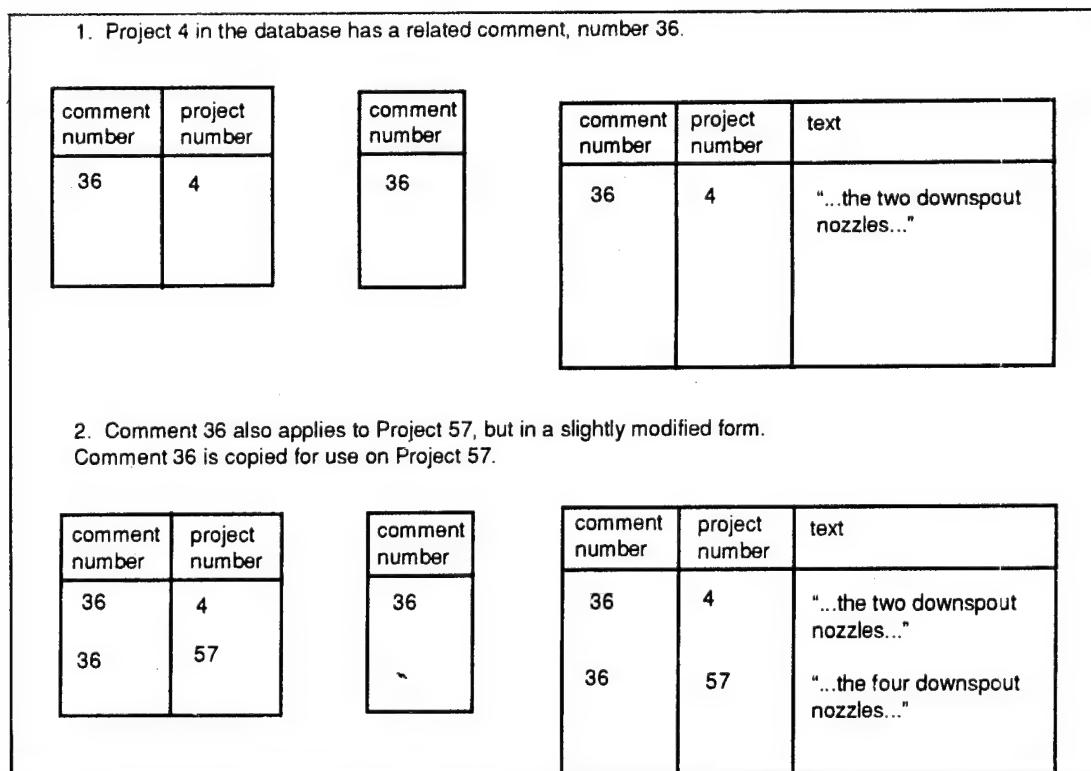 1. Project 4 in the database has a related comment, number 36.
comment project
number number
36 4
comment
number
36
comment project text
number number
36 4 "...the two downspout
nozzles..."
2. Comment 36 also applies to Project 57, but in a slightly modified form.
Comment 36 is copied for use on Project 57.
comment project
number number
36 4
36 57
comment
number
36
comment project text
number number
36 4 "...the two downspout
nozzles..."
36 57 "...the four downspout
nozzles..."